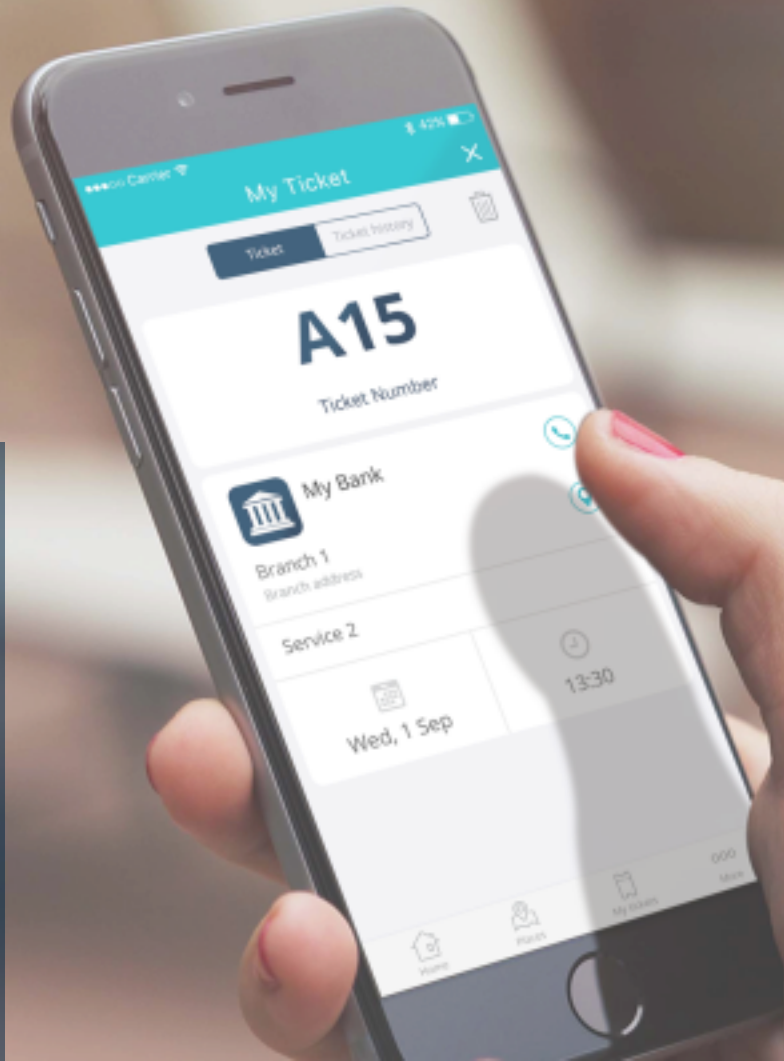 Carrier 42%
My Ticket
Ticket Ticket history
A15
Ticket Number
My Bank
Branch 1
Branch address
Service 2
Wed, 1 Sep 13:30
Home Places My tickets More